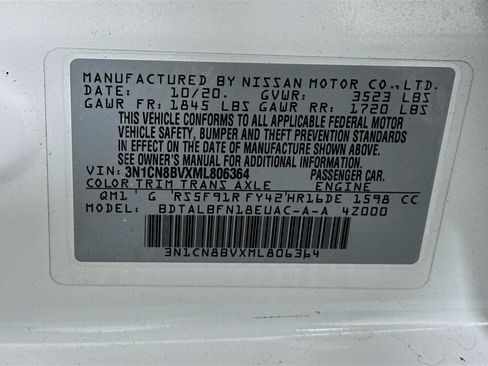 MANUFACTURED BY NISSAN MOTOR CO., LTD.
DATE: 10/20. GVWR: 3523 LBS
GAWR FR: 1845 LBS GAWR RR: 1720 LBS
THIS VEHICLE CONFORMS TO ALL APPLICABLE FEDERAL MOTOR
VEHICLE SAFETY, BUMPER AND THEFT PREVENTION STANDARDS
IN EFFECT ON THE DATE OF MANUFACTURE SHOWN ABOVE.
SEE OWNER'S MANUAL FOR ADDITIONAL INFORMATION.
VIN: 3N1CN8BVXML806364 PASSENGER CAR.
COLOR TRIM TRANS AXLE ENGINE
QM1 G RS5F91R FY42 HR16DE 1598 CC
MODEL: BDTALBFN18EUAC-A-A 4Z000
3N1CN8BVXML806364